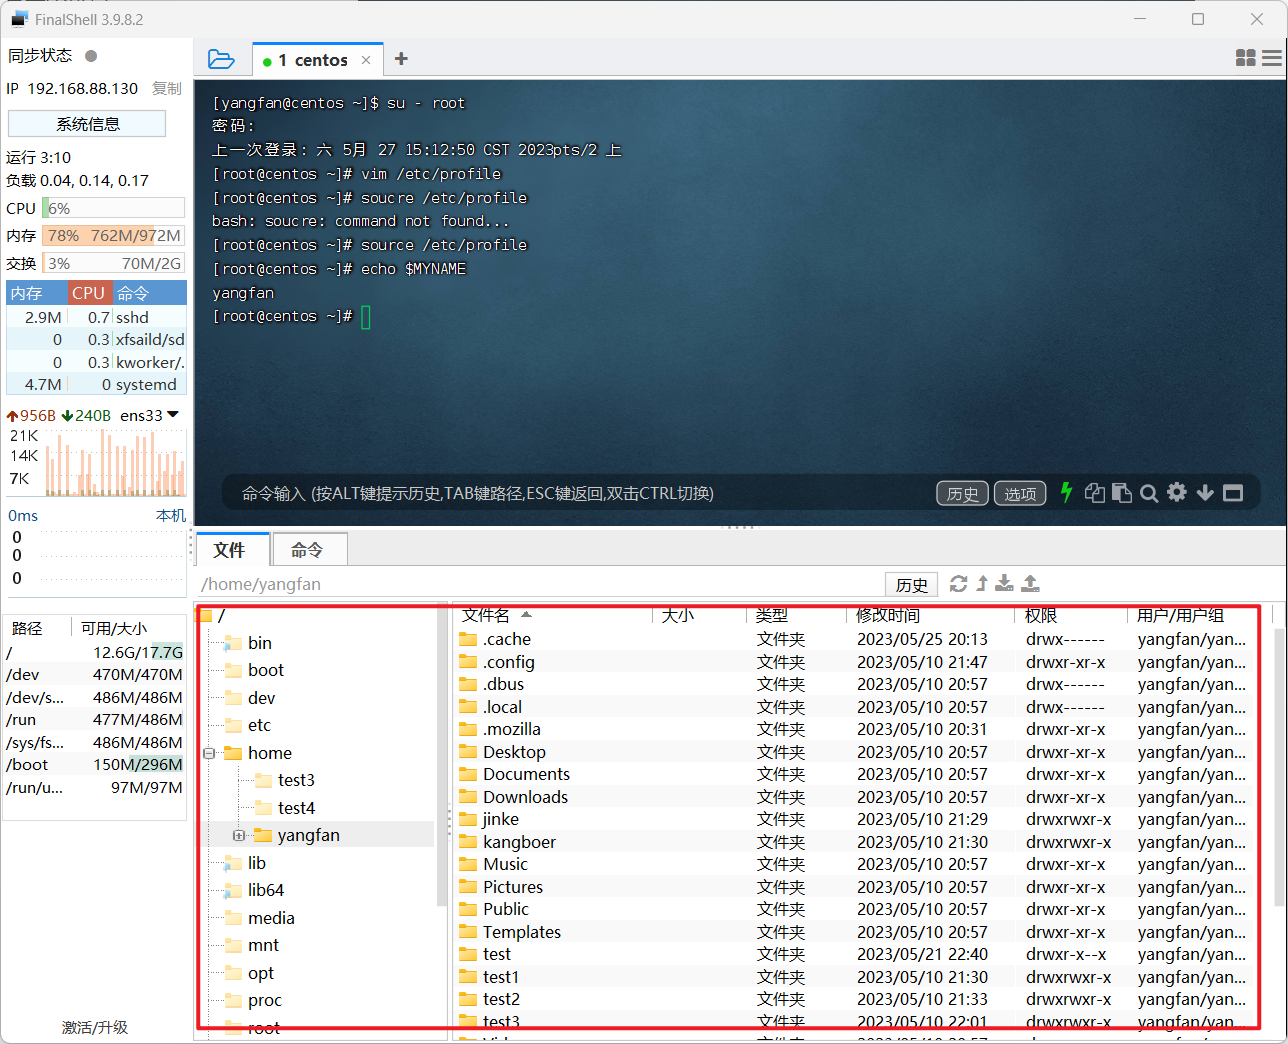 FinalShell 3.9.8.2
同步状态
IP 192.168.88.130 复制
系统信息
运行 3:10
负载 0.04, 0.14, 0.17
CPU 6%
内存 78% 762M/972M
交换 3% 70M/2G
内存 CPU 命令
2.9M 0.7 sshd
0 0.3 xfsaild/sd
0 0.3 kworker/.
4.7M 0 systemd
956B 240B ens33
21K
14K
7K
0ms 本机
0
0
0
路径 可用/大小
/ 12.6G/17.7G
/dev 470M/470M
/dev/s... 486M/486M
/run 477M/486M
/sys/fs... 486M/486M
/boot 150M/296M
/run/u... 97M/97M
激活/升级
1 centos
[yangfan@centos ~]$ su - root
密码:
上一次登录: 六 5月 27 15:12:50 CST 2023pts/2 上
[root@centos ~]# vim /etc/profile
[root@centos ~]# soucre /etc/profile
bash: soucre: command not found...
[root@centos ~]# source /etc/profile
[root@centos ~]# echo $MYNAME
yangfan
[root@centos ~]#
命令输入 (按ALT键提示历史,TAB键路径,ESC键返回,双击CTRL切换)
历史 选项
文件 命令
/home/yangfan
历史
/
bin
boot
dev
etc
home
test3
test4
yangfan
lib
lib64
media
mnt
opt
proc
root
文件名 大小 类型 修改时间 权限 用户/用户组
.cache 文件夹 2023/05/25 20:13 drwx------ yangfan/yan...
.config 文件夹 2023/05/10 21:47 drwxr-xr-x yangfan/yan...
.dbus 文件夹 2023/05/10 20:57 drwx------ yangfan/yan...
.local 文件夹 2023/05/10 20:57 drwx------ yangfan/yan...
.mozilla 文件夹 2023/05/10 20:31 drwxr-xr-x yangfan/yan...
Desktop 文件夹 2023/05/10 20:57 drwxr-xr-x yangfan/yan...
Documents 文件夹 2023/05/10 20:57 drwxr-xr-x yangfan/yan...
Downloads 文件夹 2023/05/10 20:57 drwxr-xr-x yangfan/yan...
jinke 文件夹 2023/05/10 21:29 drwxrwxr-x yangfan/yan...
kangboer 文件夹 2023/05/10 21:30 drwxrwxr-x yangfan/yan...
Music 文件夹 2023/05/10 20:57 drwxr-xr-x yangfan/yan...
Pictures 文件夹 2023/05/10 20:57 drwxr-xr-x yangfan/yan...
Public 文件夹 2023/05/10 20:57 drwxr-xr-x yangfan/yan...
Templates 文件夹 2023/05/10 20:57 drwxr-xr-x yangfan/yan...
test 文件夹 2023/05/21 22:40 drwxr-x--x yangfan/yan...
test1 文件夹 2023/05/10 21:30 drwxrwxr-x yangfan/yan...
test2 文件夹 2023/05/10 21:33 drwxrwxr-x yangfan/yan...
test3 文件夹 2023/05/10 22:01 drwxrwxr-x yangfan/yan...